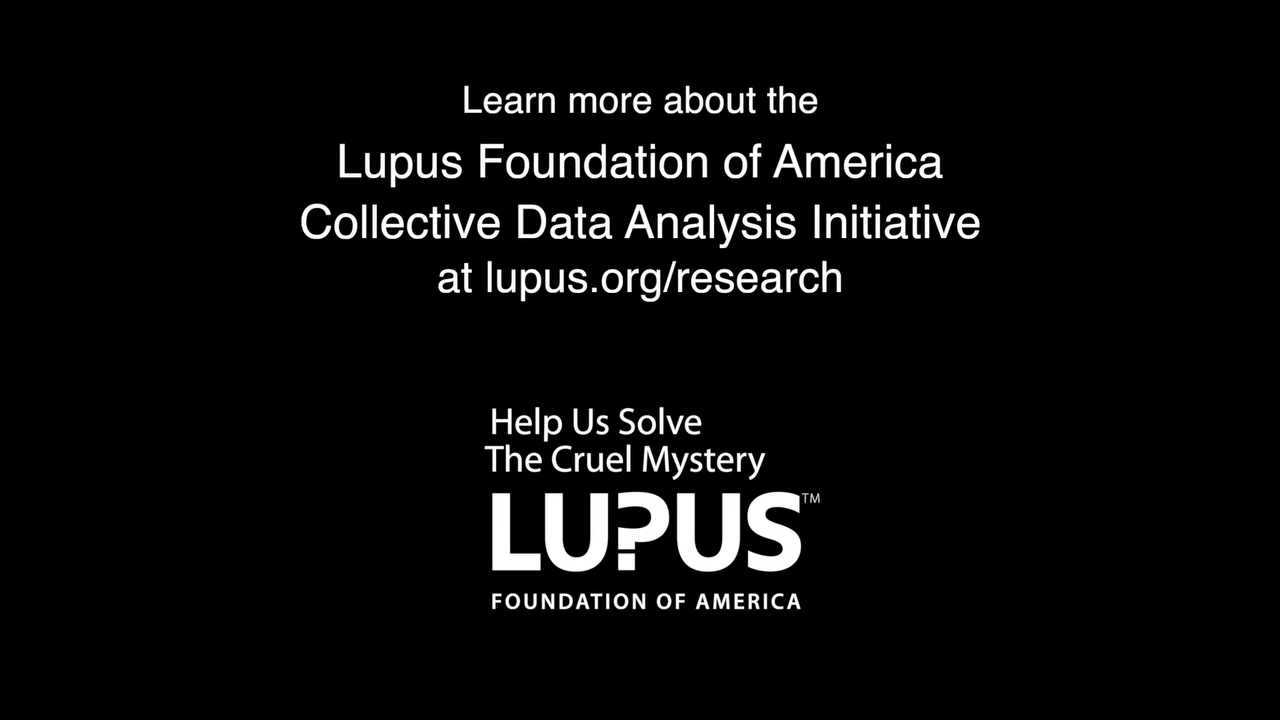 Learn more about the
Lupus Foundation of America
Collective Data Analysis Initiative
at lupus.org/research
Help Us Solve
The Cruel Mystery
LUPUS™
FOUNDATION OF AMERICA